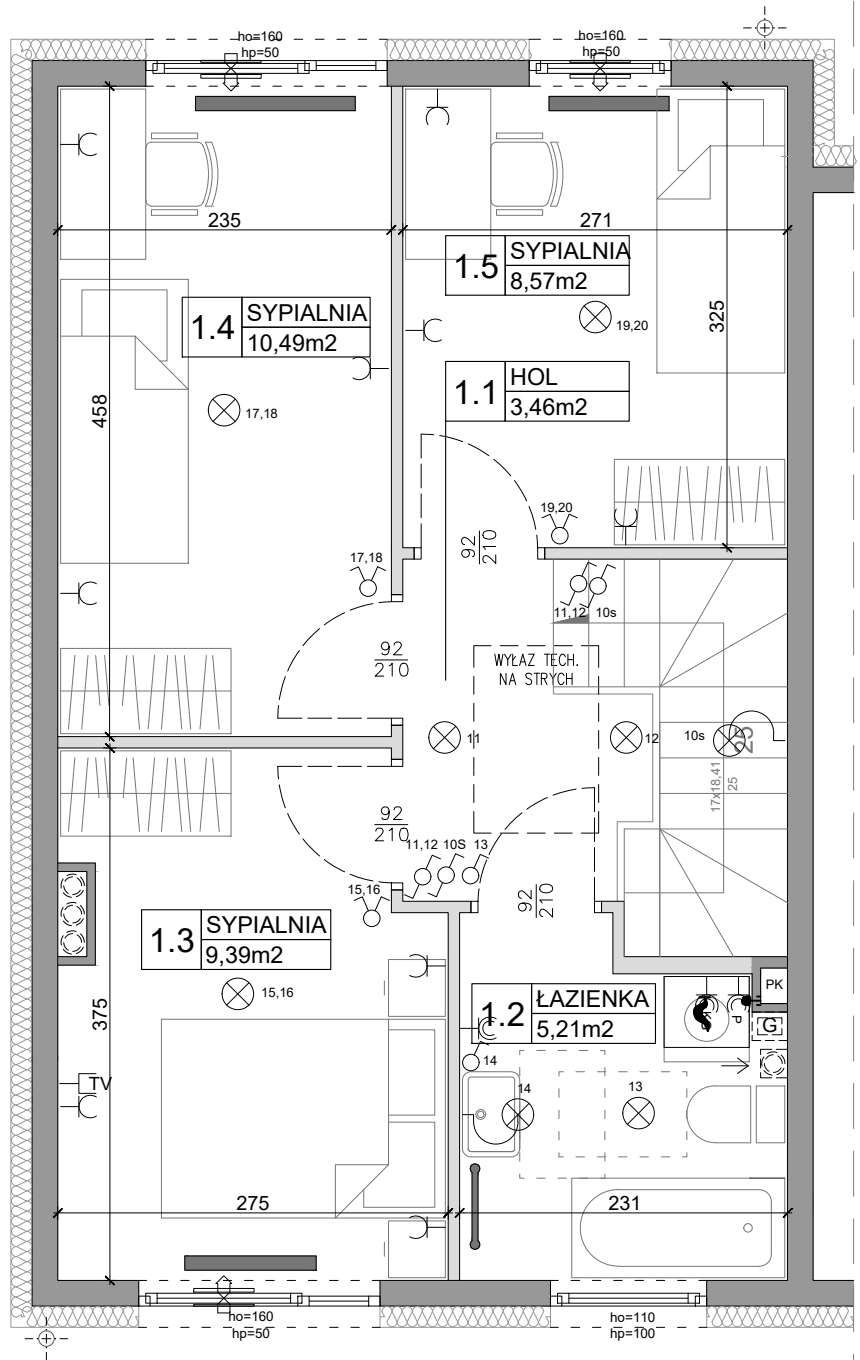 ho=160
hp=50
ho=160
hp=50
235
271
1.5
SYPIALNIA
8,57m2
1.4
SYPIALNIA
10,49m2
19,20
325
1.1
HOL
3,46m2
458
17,18
19,20
92
210
17,18
11,12 10s
92
210
WYŁAZ TECH.
NA STRYCH
11
12
10s
25
17x18,41
25
92
210
11,12 10S 13
15,16
92
210
1.3
SYPIALNIA
9,39m2
15,16
375
1.2
ŁAZIENKA
5,21m2
PK
P
G
14
TV
14
13
275
231
ho=160
hp=50
ho=110
hp=100